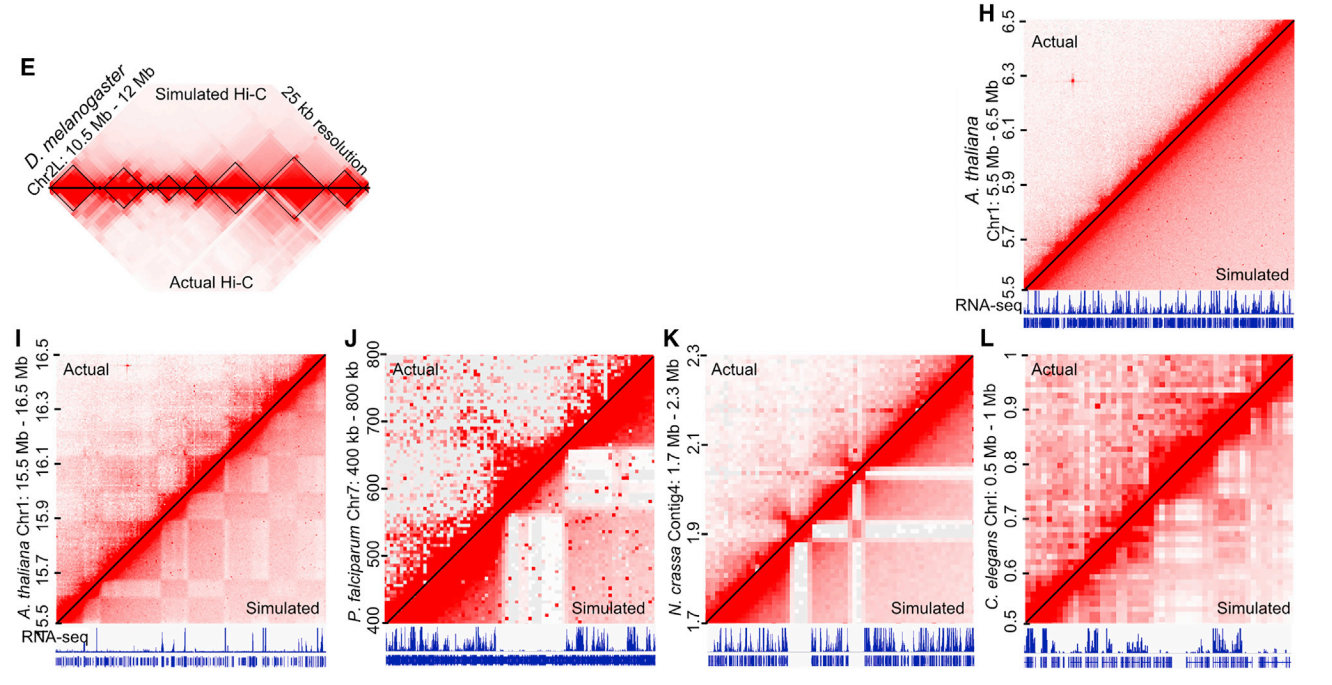 E
D. melanogaster
Chr2L: 10.5 Mb - 12 Mb
Simulated Hi-C
25 kb resolution
Actual Hi-C
H
A. thaliana
Chr1: 5.5 Mb - 6.5 Mb
6.5
6.3
6.1
5.9
5.7
5.5
Actual
Simulated
RNA-seq
I
A. thaliana Chr1: 15.5 Mb - 16.5 Mb
16.5
16.3
16.1
15.9
15.7
15.5
Actual
Simulated
RNA-seq
J
P. falciparum Chr7: 400 kb - 800 kb
800
700
600
500
400
Actual
Simulated
K
N. crassa Contig4: 1.7 Mb - 2.3 Mb
2.3
2.1
1.9
1.7
Actual
Simulated
L
C. elegans ChrI: 0.5 Mb - 1 Mb
1
0.9
0.8
0.7
0.6
0.5
Actual
Simulated